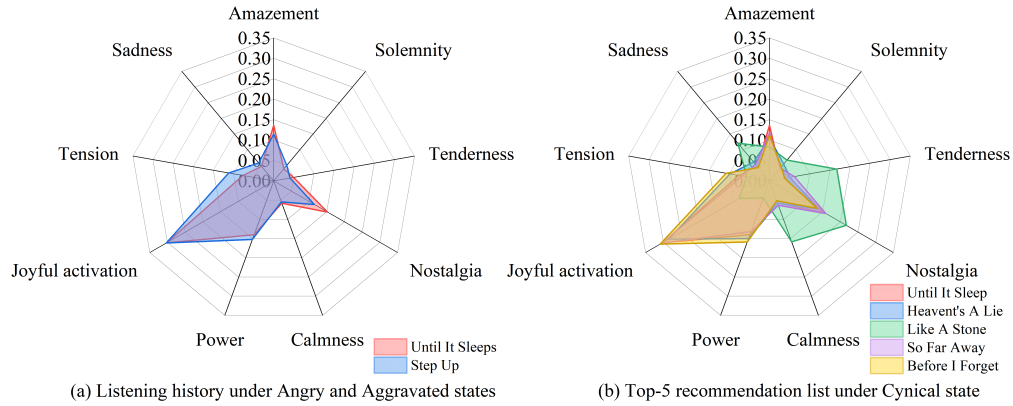 Amazement
0.35
0.30
0.25
0.20
0.15
0.10
0.05
0.00
Solemnity
Tenderness
Nostalgia
Calmness
Power
Joyful activation
Tension
Sadness
Until It Sleeps
Step Up
(a) Listening history under Angry and Aggravated states
Amazement
0.35
0.30
0.25
0.20
0.15
0.10
0.05
0.00
Solemnity
Tenderness
Nostalgia
Calmness
Power
Joyful activation
Tension
Sadness
Until It Sleep
Heavent's A Lie
Like A Stone
So Far Away
Before I Forget
(b) Top-5 recommendation list under Cynical state